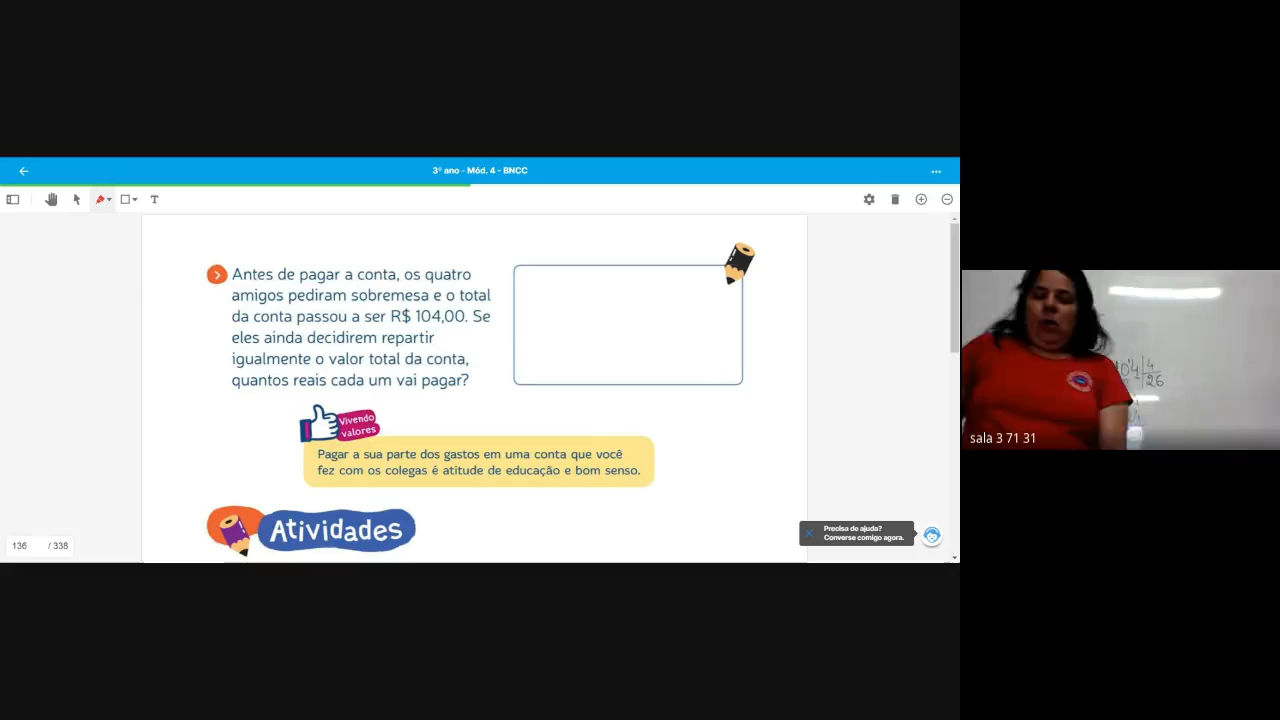 3º ano - Mód. 4 - BNCC
Antes de pagar a conta, os quatro
amigos pediram sobremesa e o total
da conta passou a ser R$ 104,00. Se
eles ainda decidirem repartir
igualmente o valor total da conta,
quantos reais cada um vai pagar?
Vivendo
valores
Pagar a sua parte dos gastos em uma conta que você
fez com os colegas é atitude de educação e bom senso.
Atividades
136 / 338
Precisa de ajuda?
Converse comigo agora.
4
26
sala 3 71 31